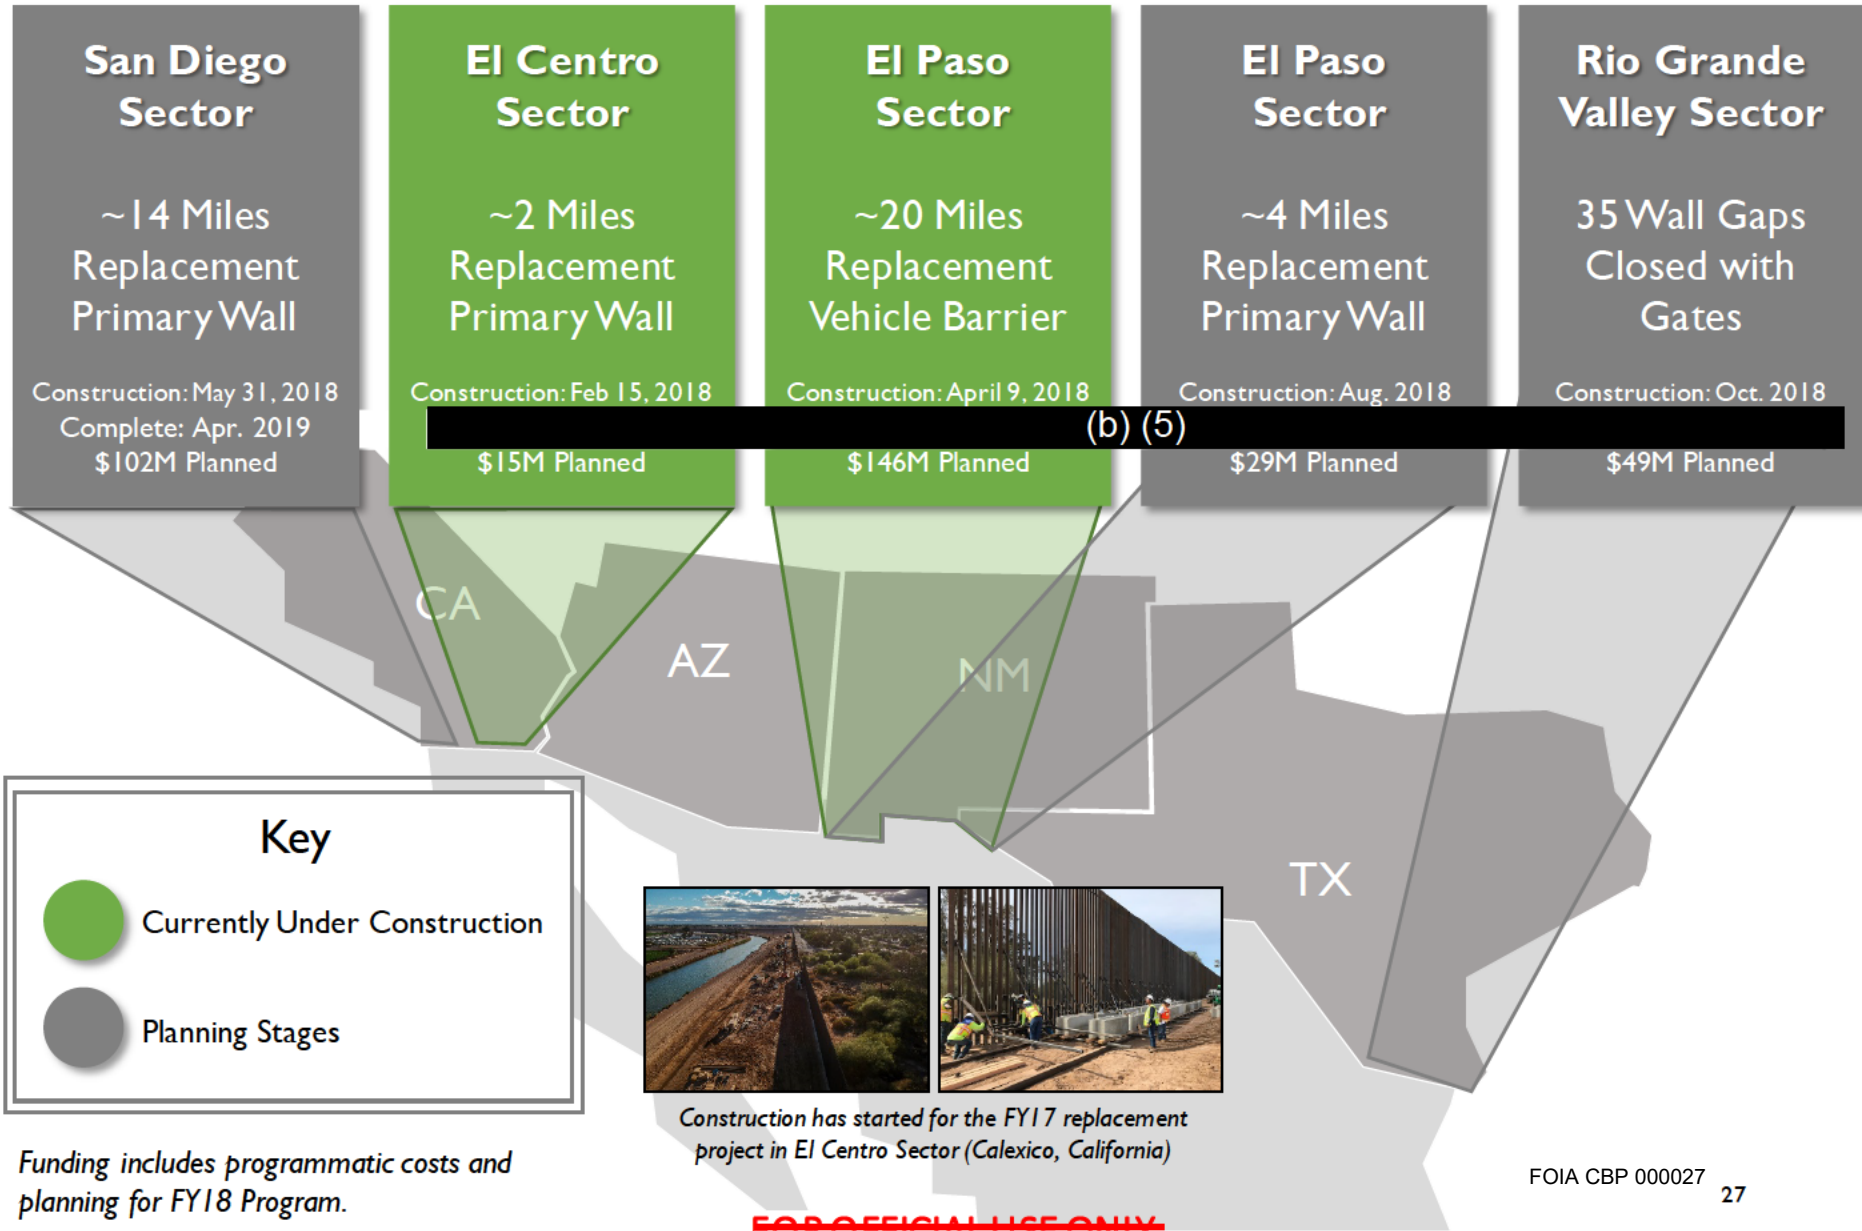 San Diego
Sector
~14 Miles
Replacement
Primary Wall
Construction: May 31, 2018
Complete: Apr. 2019
$102M Planned
El Centro
Sector
~2 Miles
Replacement
Primary Wall
Construction: Feb 15, 2018
$15M Planned
El Paso
Sector
~20 Miles
Replacement
Vehicle Barrier
Construction: April 9, 2018
$146M Planned
El Paso
Sector
~4 Miles
Replacement
Primary Wall
Construction: Aug. 2018
$29M Planned
Rio Grande
Valley Sector
35 Wall Gaps
Closed with
Gates
Construction: Oct. 2018
$49M Planned
(b) (5)
CA
AZ
NM
TX
Key
Currently Under Construction
Planning Stages
Construction has started for the FY17 replacement
project in El Centro Sector (Calexico, California)
Funding includes programmatic costs and
planning for FY18 Program.
FOIA CBP 000027
27
FOR OFFICIAL USE ONLY